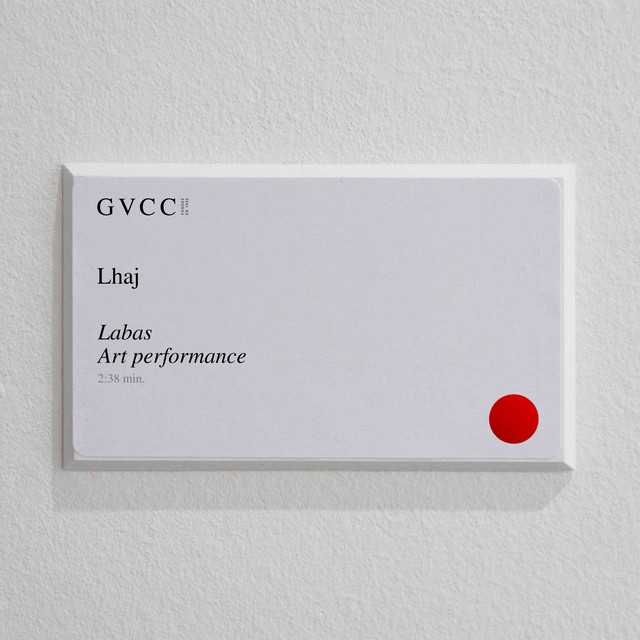 GVCC
Lhaj
Labas
Art performance
2:38 min.